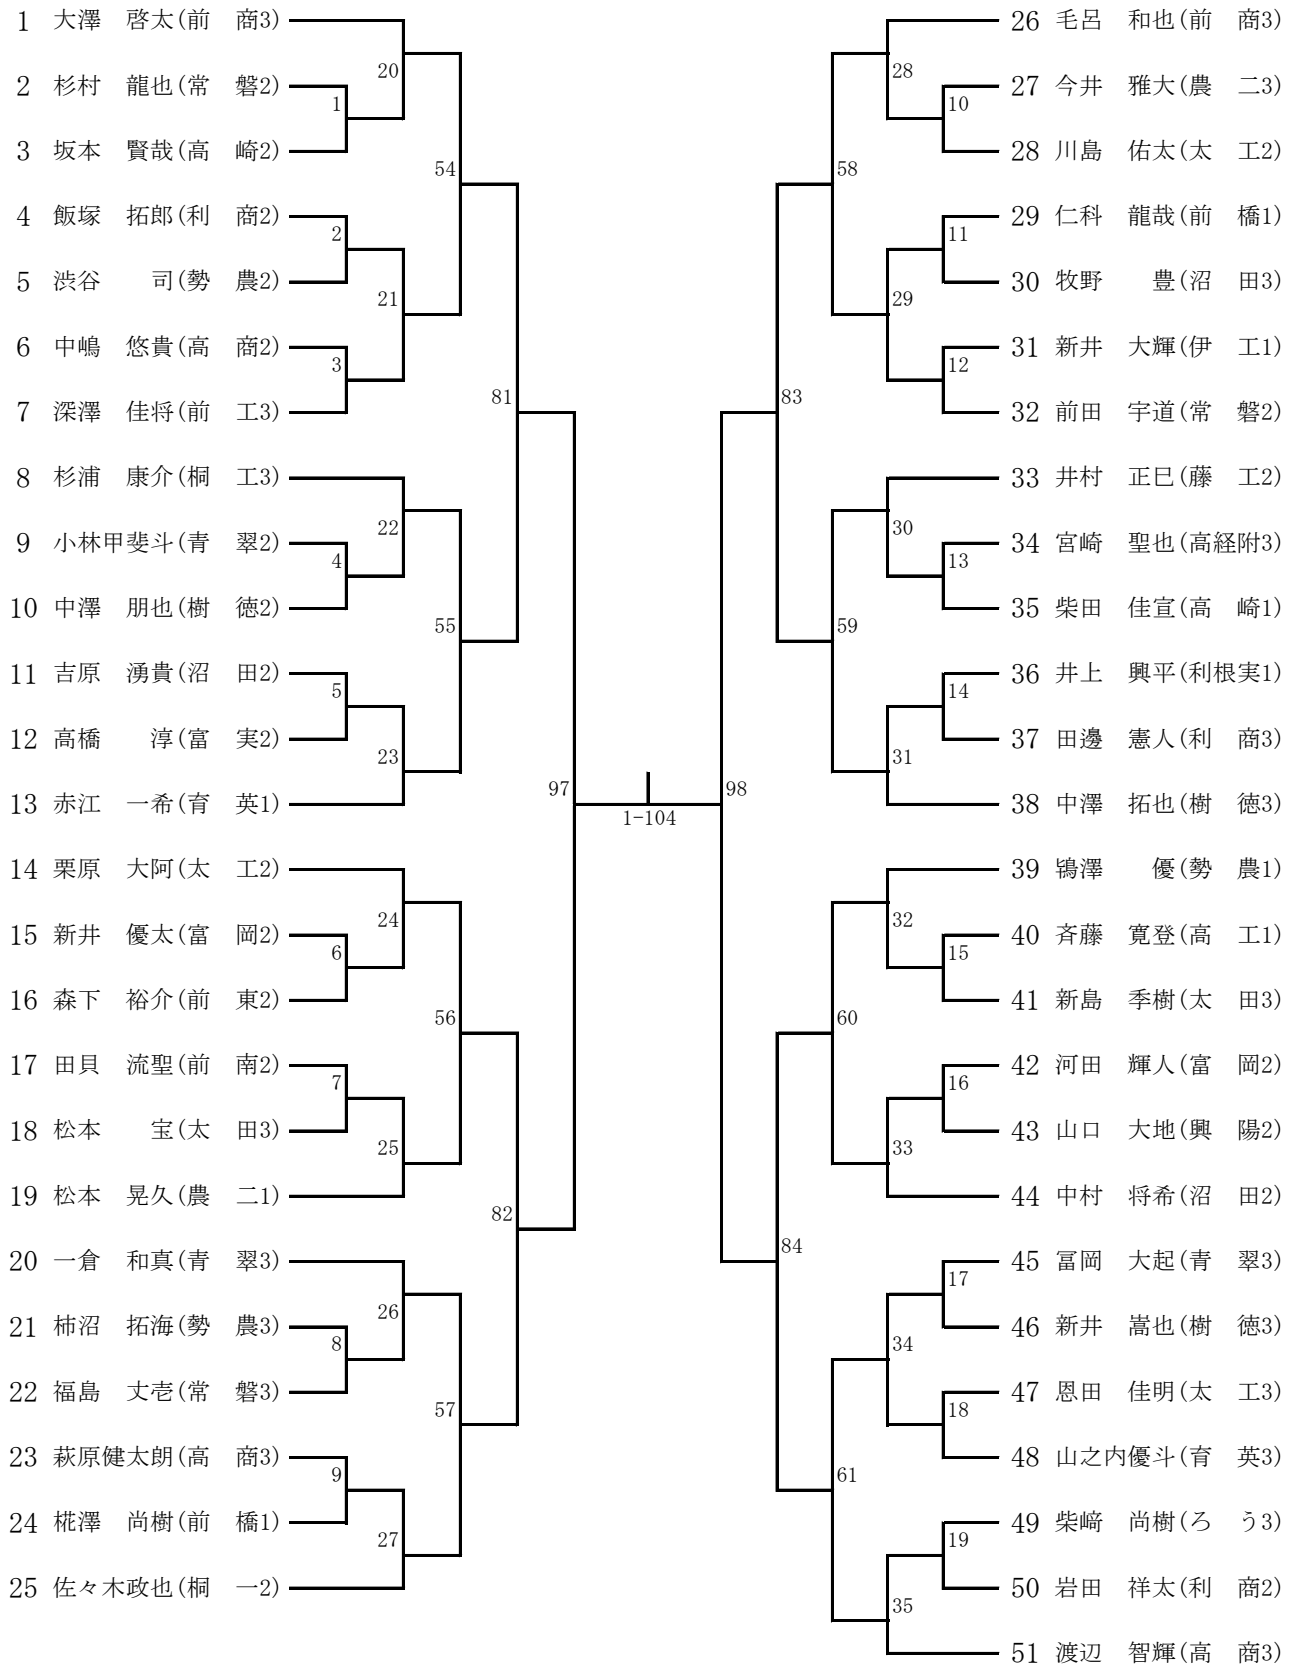 1 大澤 啓太(前 商3)
2 杉村 龍也(常 磐2)
3 坂本 賢哉(高 崎2)
4 飯塚 拓郎(利 商2)
5 渋谷 司(勢 農2)
6 中嶋 悠貴(高 商2)
7 深澤 佳将(前 工3)
8 杉浦 康介(桐 工3)
9 小林甲斐斗(青 翠2)
10 中澤 朋也(樹 徳2)
11 吉原 湧貴(沼 田2)
12 高橋 淳(富 実2)
13 赤江 一希(育 英1)
14 栗原 大阿(太 工2)
15 新井 優太(富 岡2)
16 森下 裕介(前 東2)
17 田貝 流聖(前 南2)
18 松本 宝(太 田3)
19 松本 晃久(農 二1)
20 一倉 和真(青 翠3)
21 柿沼 拓海(勢 農3)
22 福島 丈壱(常 磐3)
23 萩原健太朗(高 商3)
24 椛澤 尚樹(前 橋1)
25 佐々木政也(桐 一2)
1
2
3
4
5
6
7
8
9
20
21
22
23
24
25
26
27
54
55
56
57
81
82
97
1-104
98
83
84
58
59
60
61
28
29
30
31
32
33
34
35
10
11
12
13
14
15
16
17
18
19
26 毛呂 和也(前 商3)
27 今井 雅大(農 二3)
28 川島 佑太(太 工2)
29 仁科 龍哉(前 橋1)
30 牧野 豊(沼 田3)
31 新井 大輝(伊 工1)
32 前田 宇道(常 磐2)
33 井村 正巳(藤 工2)
34 宮崎 聖也(高経附3)
35 柴田 佳宣(高 崎1)
36 井上 興平(利根実1)
37 田邊 憲人(利 商3)
38 中澤 拓也(樹 徳3)
39 鴇澤 優(勢 農1)
40 斉藤 寛登(高 工1)
41 新島 季樹(太 田3)
42 河田 輝人(富 岡2)
43 山口 大地(興 陽2)
44 中村 将希(沼 田2)
45 冨岡 大起(青 翠3)
46 新井 嵩也(樹 徳3)
47 恩田 佳明(太 工3)
48 山之内優斗(育 英3)
49 柴﨑 尚樹(ろ う3)
50 岩田 祥太(利 商2)
51 渡辺 智輝(高 商3)